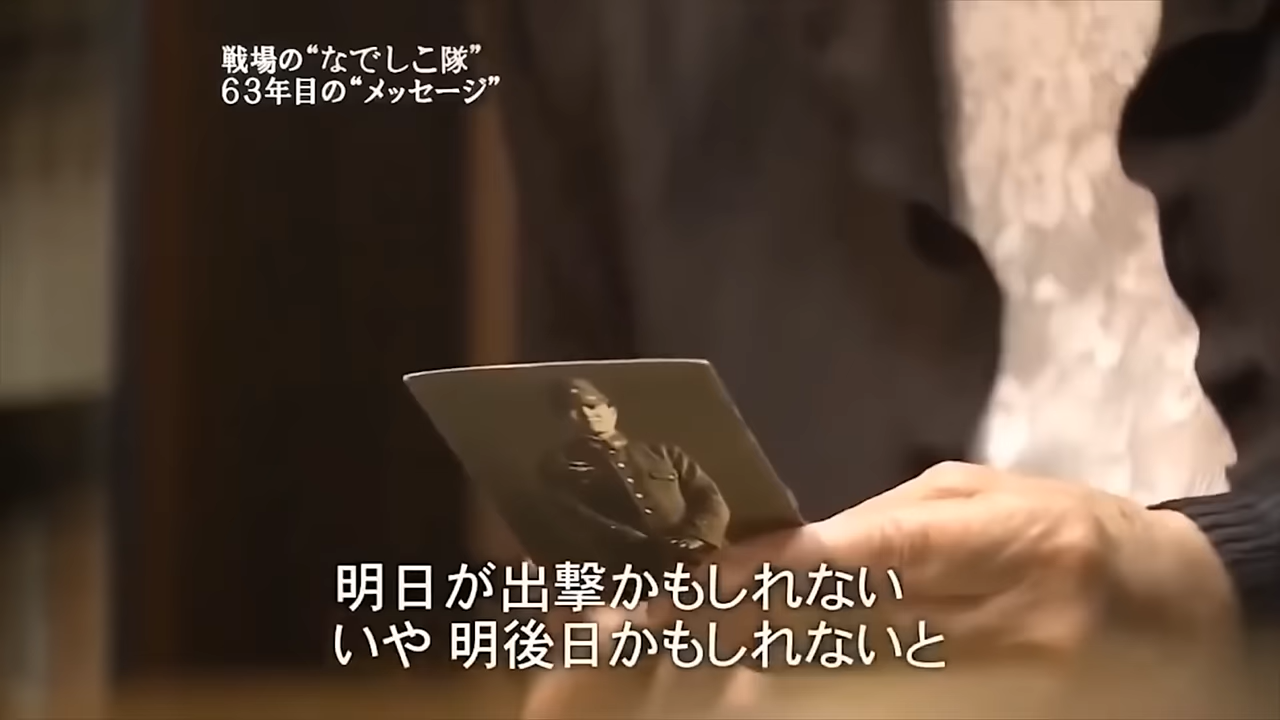 戦場の“なでしこ隊”
63年目の“メッセージ”
明日が出撃かもしれない
いや 明後日かもしれないと